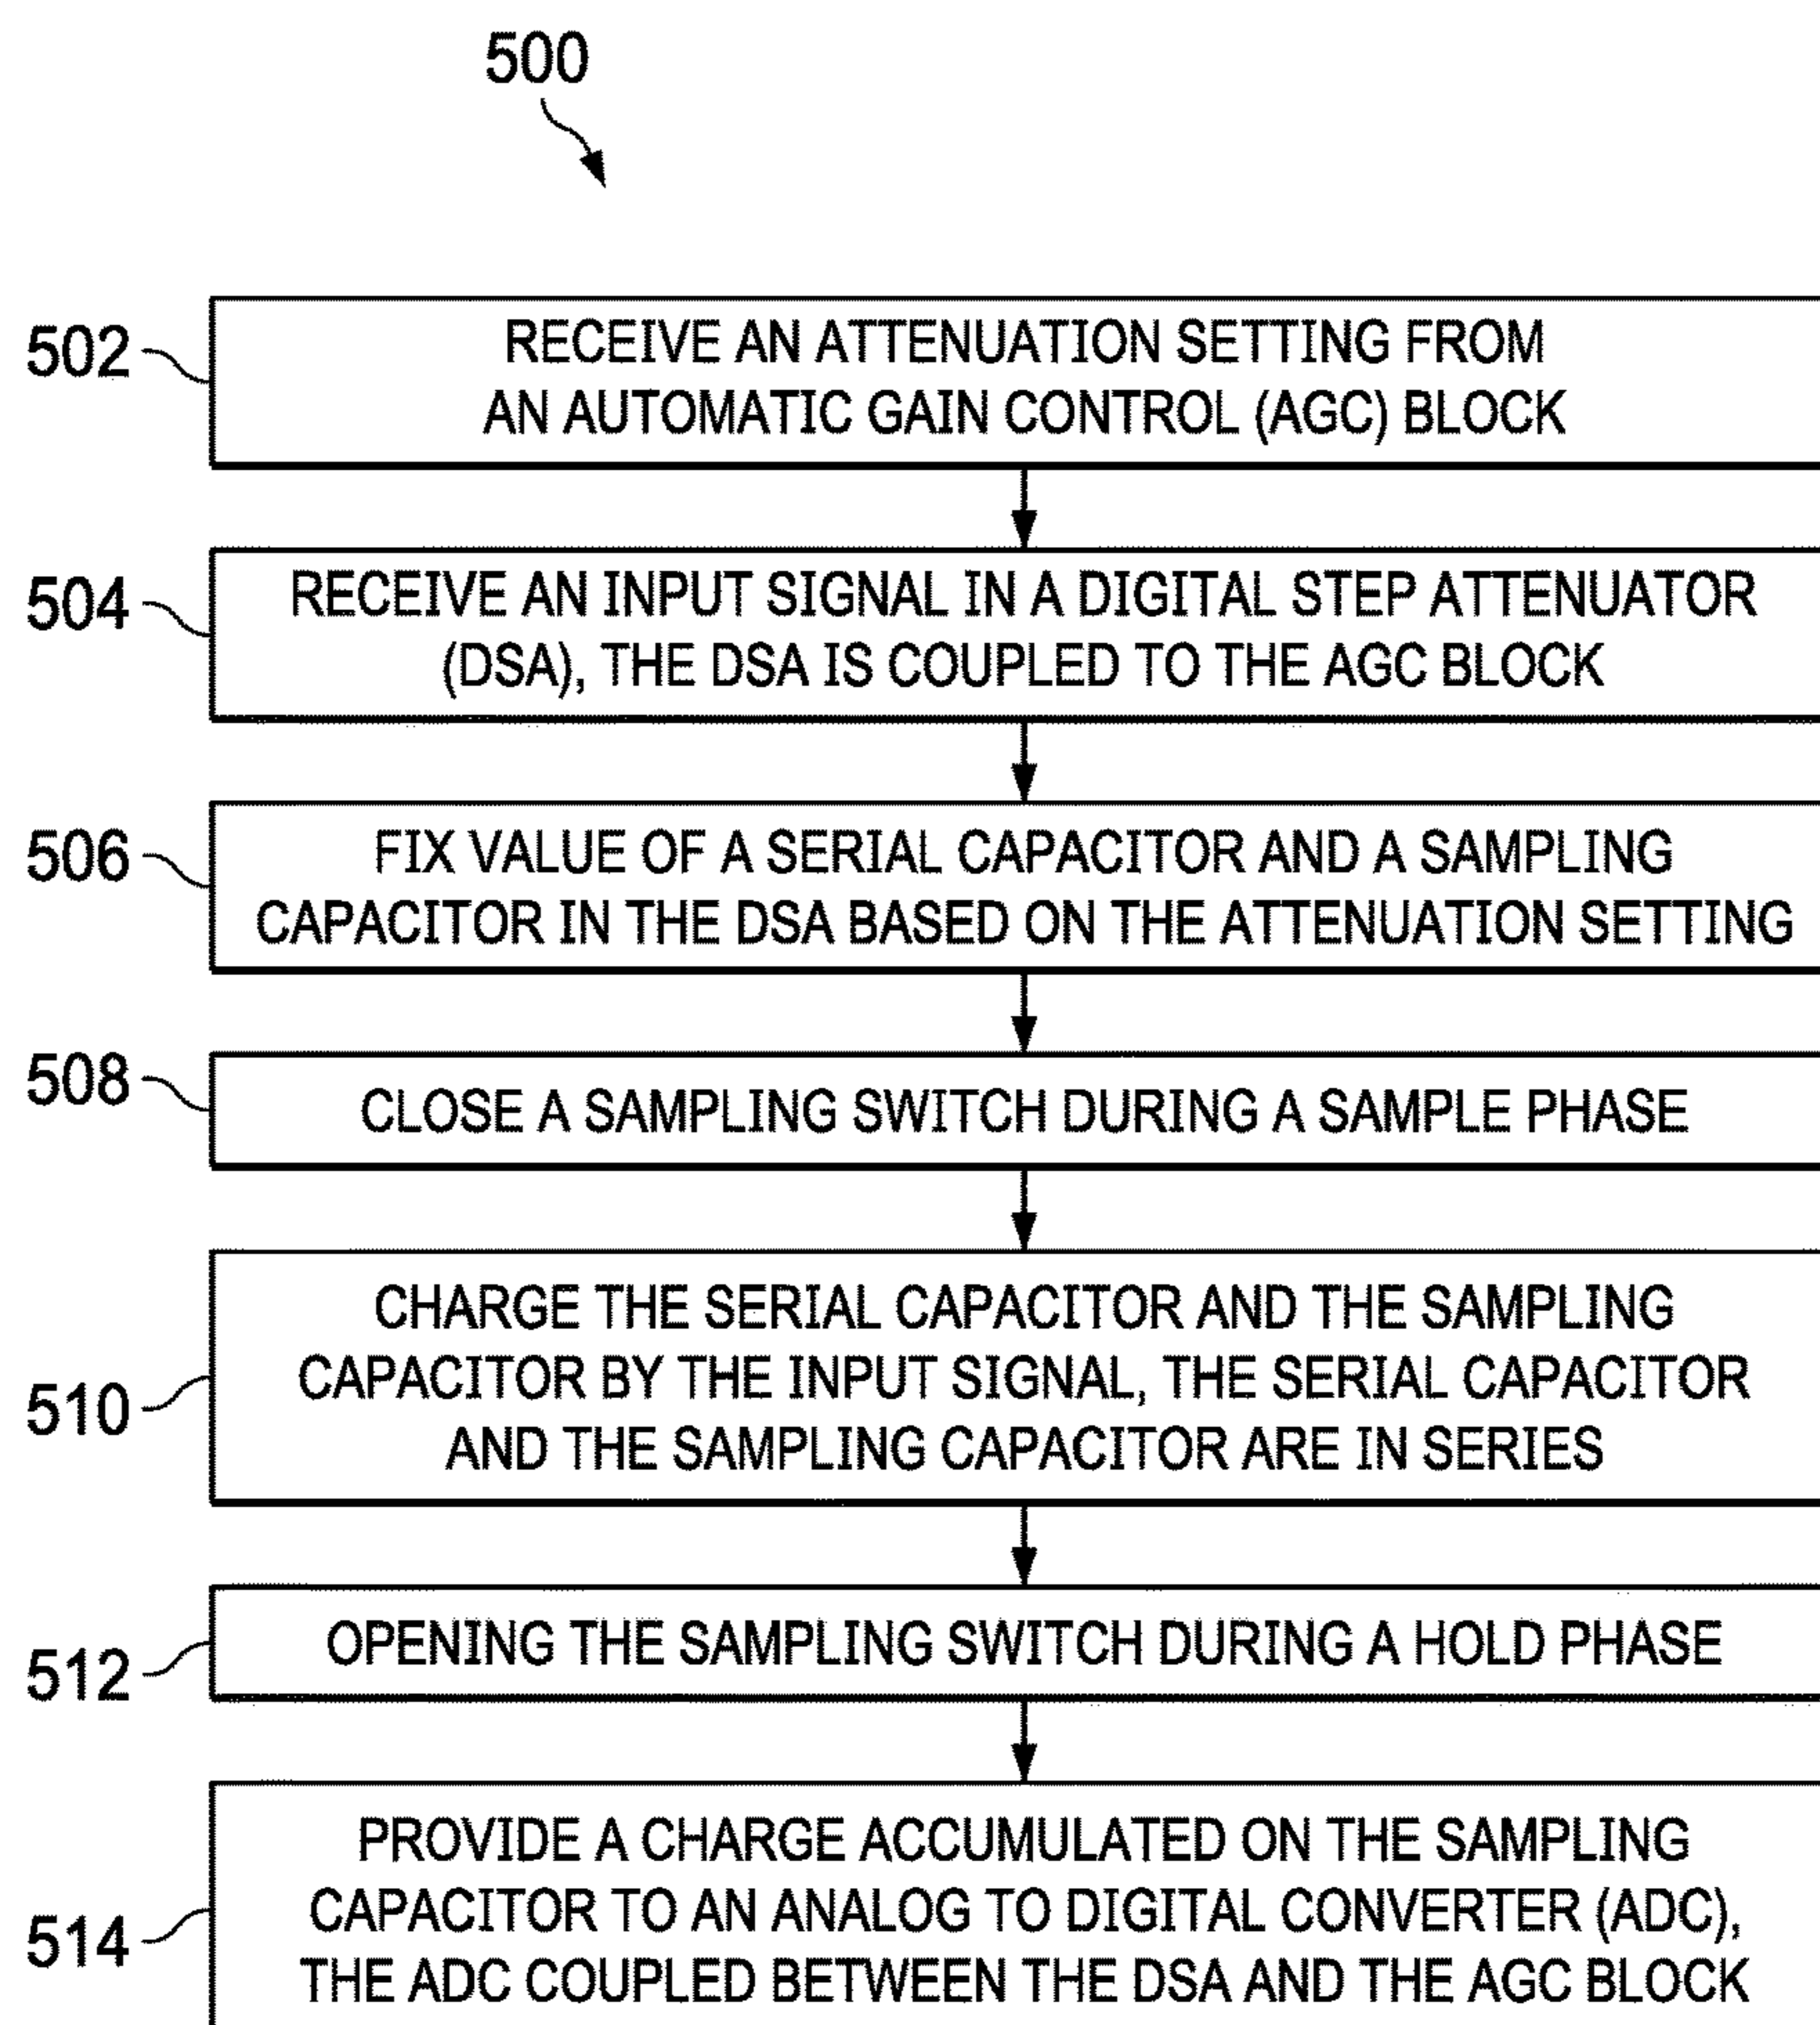 500
502
RECEIVE AN ATTENUATION SETTING FROM
AN AUTOMATIC GAIN CONTROL (AGC) BLOCK
504
RECEIVE AN INPUT SIGNAL IN A DIGITAL STEP ATTENUATOR
(DSA), THE DSA IS COUPLED TO THE AGC BLOCK
506
FIX VALUE OF A SERIAL CAPACITOR AND A SAMPLING
CAPACITOR IN THE DSA BASED ON THE ATTENUATION SETTING
508
CLOSE A SAMPLING SWITCH DURING A SAMPLE PHASE
510
CHARGE THE SERIAL CAPACITOR AND THE SAMPLING
CAPACITOR BY THE INPUT SIGNAL, THE SERIAL CAPACITOR
AND THE SAMPLING CAPACITOR ARE IN SERIES
512
OPENING THE SAMPLING SWITCH DURING A HOLD PHASE
514
PROVIDE A CHARGE ACCUMULATED ON THE SAMPLING
CAPACITOR TO AN ANALOG TO DIGITAL CONVERTER (ADC),
THE ADC COUPLED BETWEEN THE DSA AND THE AGC BLOCK